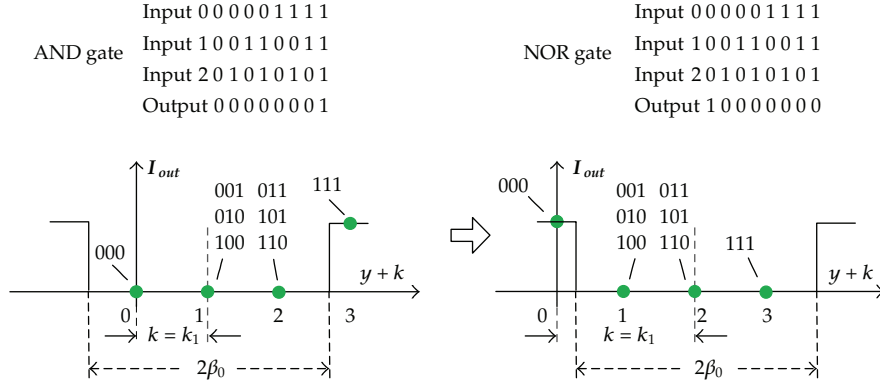 Input 0 0 0 0 0 1 1 1 1
AND gate
Input 1 0 0 1 1 0 0 1 1
Input 2 0 1 0 1 0 1 0 1
Output 0 0 0 0 0 0 0 1
Input 0 0 0 0 0 1 1 1 1
NOR gate
Input 1 0 0 1 1 0 0 1 1
Input 2 0 1 0 1 0 1 0 1
Output 1 0 0 0 0 0 0 0
I_out
000
001 011
010 101
100 110
111
y + k
0 1 2 3
k = k₁
2β₀
I_out
000
001 011
010 101
100 110
111
y + k
0 1 2 3
k = k₁
2β₀